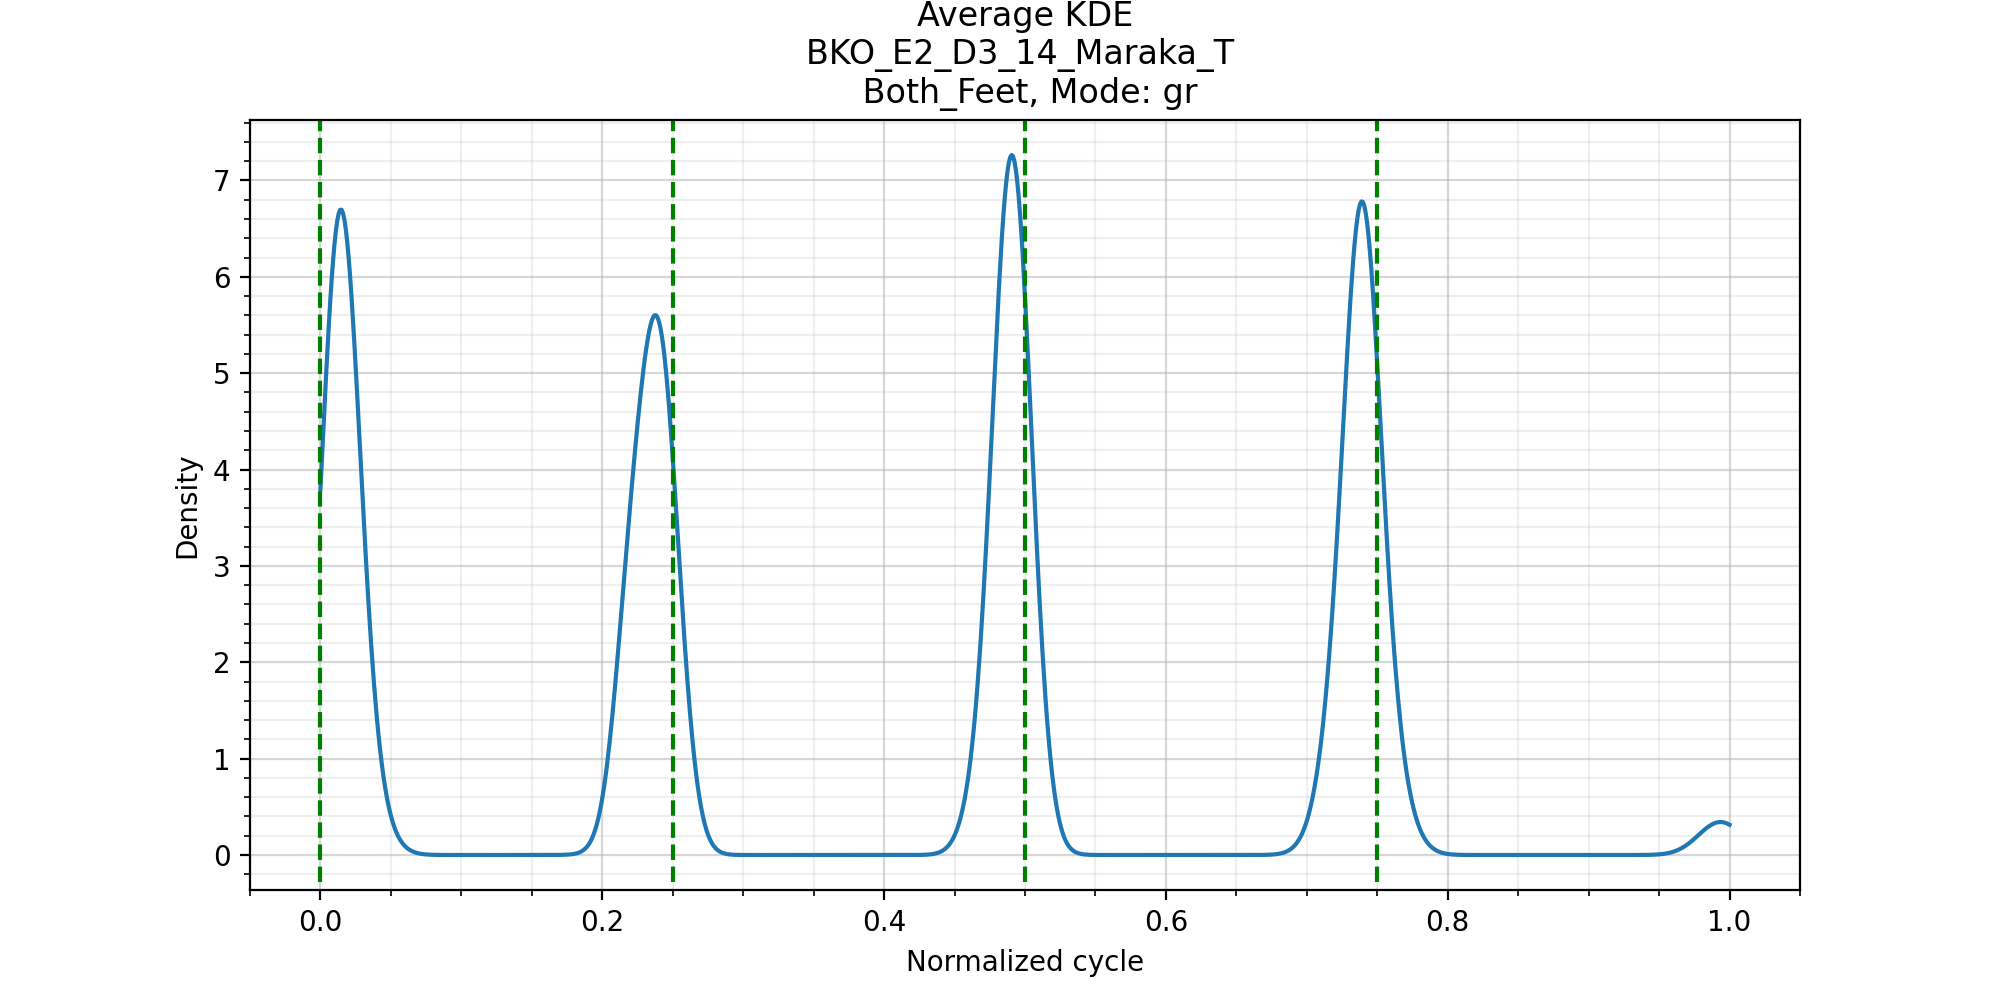 Average KDE
BKO_E2_D3_14_Maraka_T
Both_Feet, Mode: gr
7
6
5
4
3
2
1
0
Density
0.0 0.2 0.4 0.6 0.8 1.0
Normalized cycle